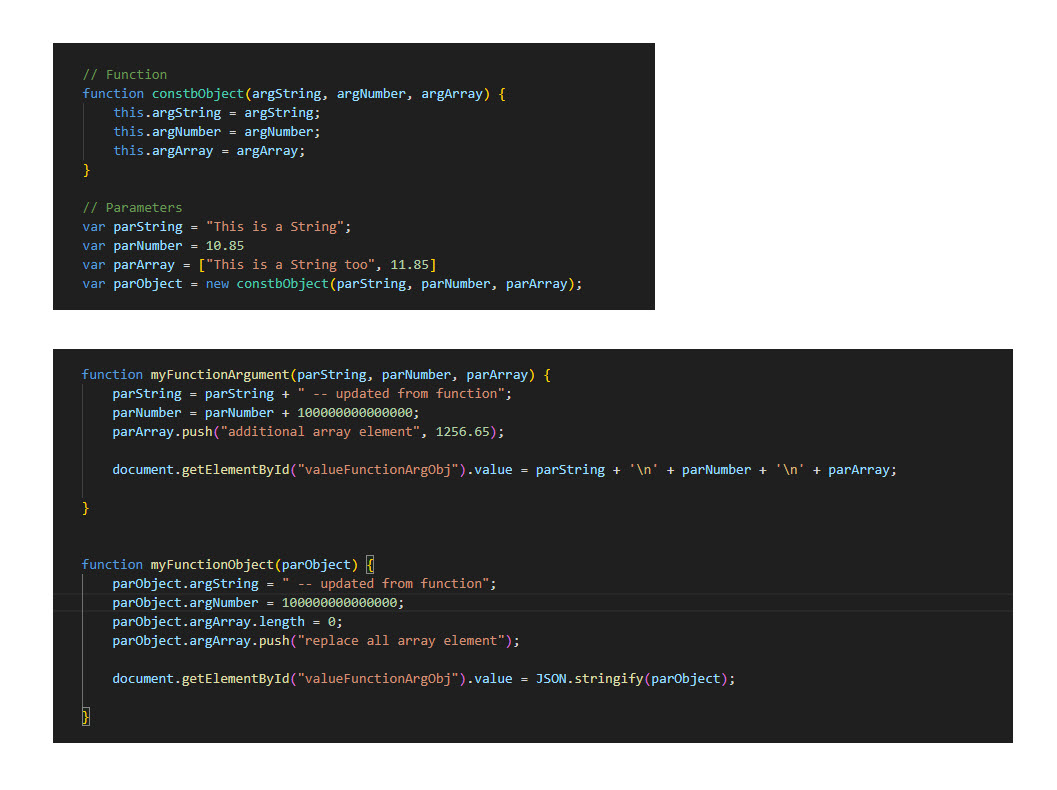 // Function
function constbObject(argString, argNumber, argArray) {
    this.argString = argString;
    this.argNumber = argNumber;
    this.argArray = argArray;
}
// Parameters
var parString = "This is a String";
var parNumber = 10.85
var parArray = ["This is a String too", 11.85]
var parObject = new constbObject(parString, parNumber, parArray);
function myFunctionArgument(parString, parNumber, parArray) {
    parString = parString + " -- updated from function";
    parNumber = parNumber + 100000000000000;
    parArray.push("additional array element", 1256.65);
    document.getElementById("valueFunctionArgObj").value = parString + '\n' + parNumber + '\n' + parArray;
}
function myFunctionObject(parObject) {
    parObject.argString = " -- updated from function";
    parObject.argNumber = 100000000000000;
    parObject.argArray.length = 0;
    parObject.argArray.push("replace all array element");
    document.getElementById("valueFunctionArgObj").value = JSON.stringify(parObject);
}